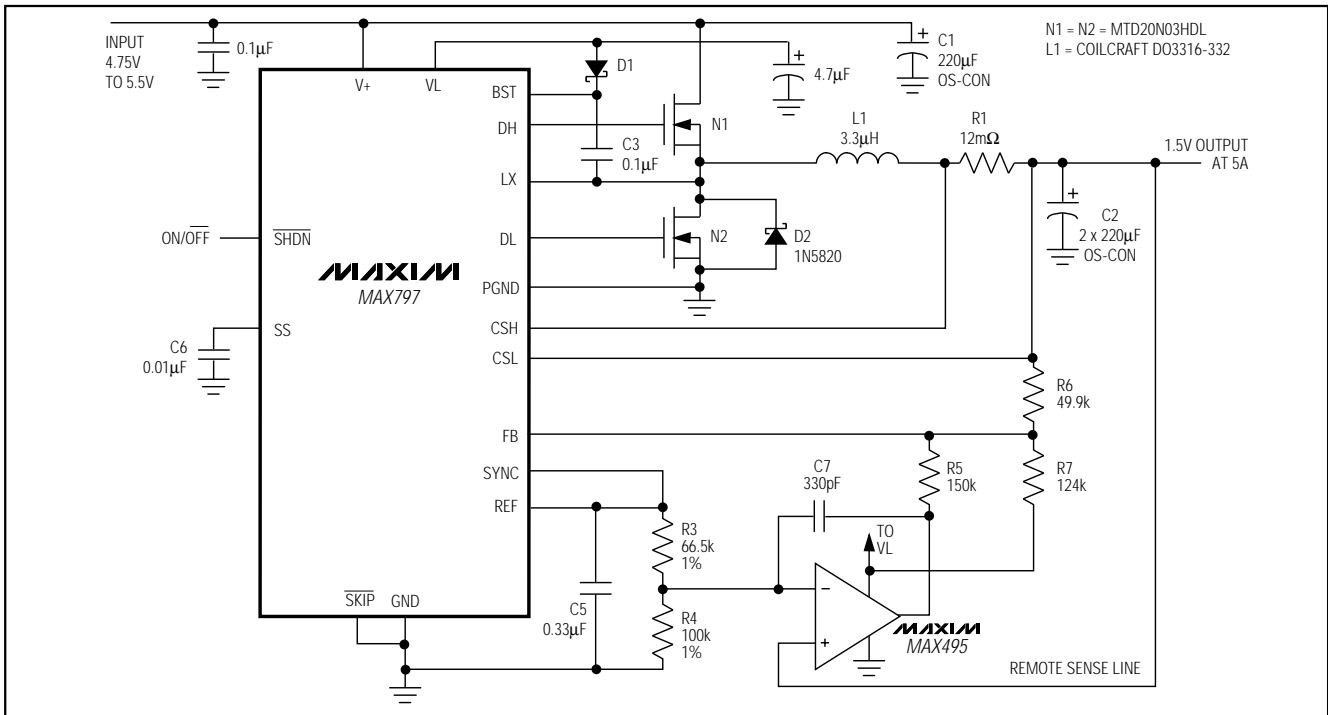 INPUT
4.75V
TO 5.5V
0.1µF
V+
VL
D1
4.7µF
C1
220µF
OS-CON
N1 = N2 = MTD20N03HDL
L1 = COILCRAFT DO3316-332
BST
DH
N1
C3
0.1µF
L1
3.3µH
R1
12mΩ
1.5V OUTPUT
AT 5A
LX
ON/OFF
SHDN
DL
N2
D2
1N5820
C2
2 x 220µF
OS-CON
MAXIM
MAX797
PGND
SS
CSH
C6
0.01µF
CSL
R6
49.9k
FB
SYNC
REF
C7
330pF
R5
150k
R7
124k
R3
66.5k
1%
TO
VL
C5
0.33µF
R4
100k
1%
SKIP
GND
−
+
MAXIM
MAX495
REMOTE SENSE LINE
+
+
+